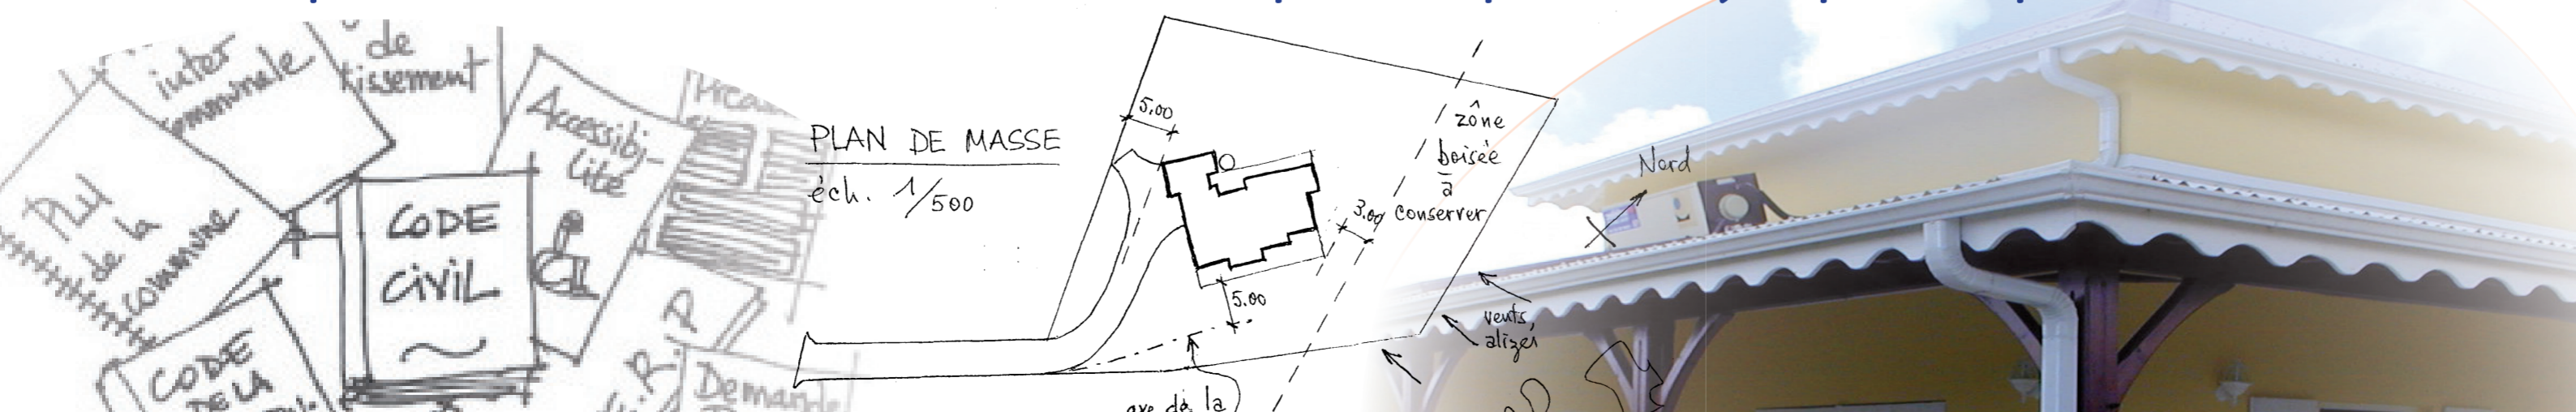 inter
communale
de
tissement
Accessibi-
lité
PLU
de la
commune
CODE
CiViL
CODE
DE LA
Demande
PLAN DE MASSE
éch. 1/500
5.00
zône
boisée
à
conserver
3.00
5.00
Nord
vents,
alizés
axe de la